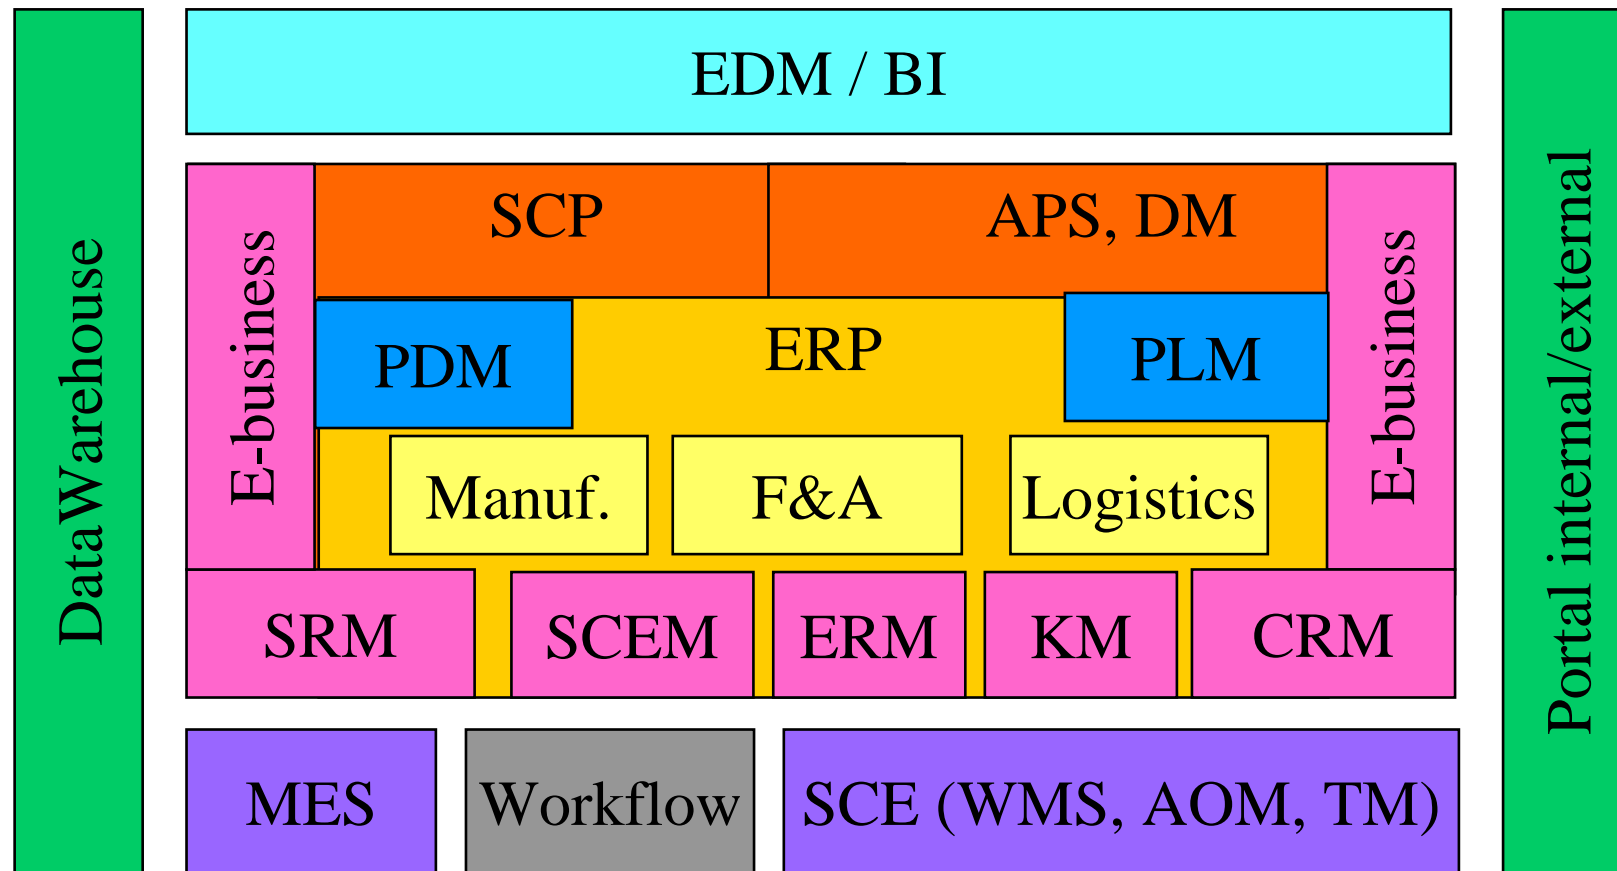 DataWarehouse
EDM / BI
E-business
SCP
APS, DM
E-business
PDM
ERP
PLM
Manuf.
F&A
Logistics
SRM
SCEM
ERM
KM
CRM
MES
Workflow
SCE (WMS, AOM, TM)
Portal internal/external